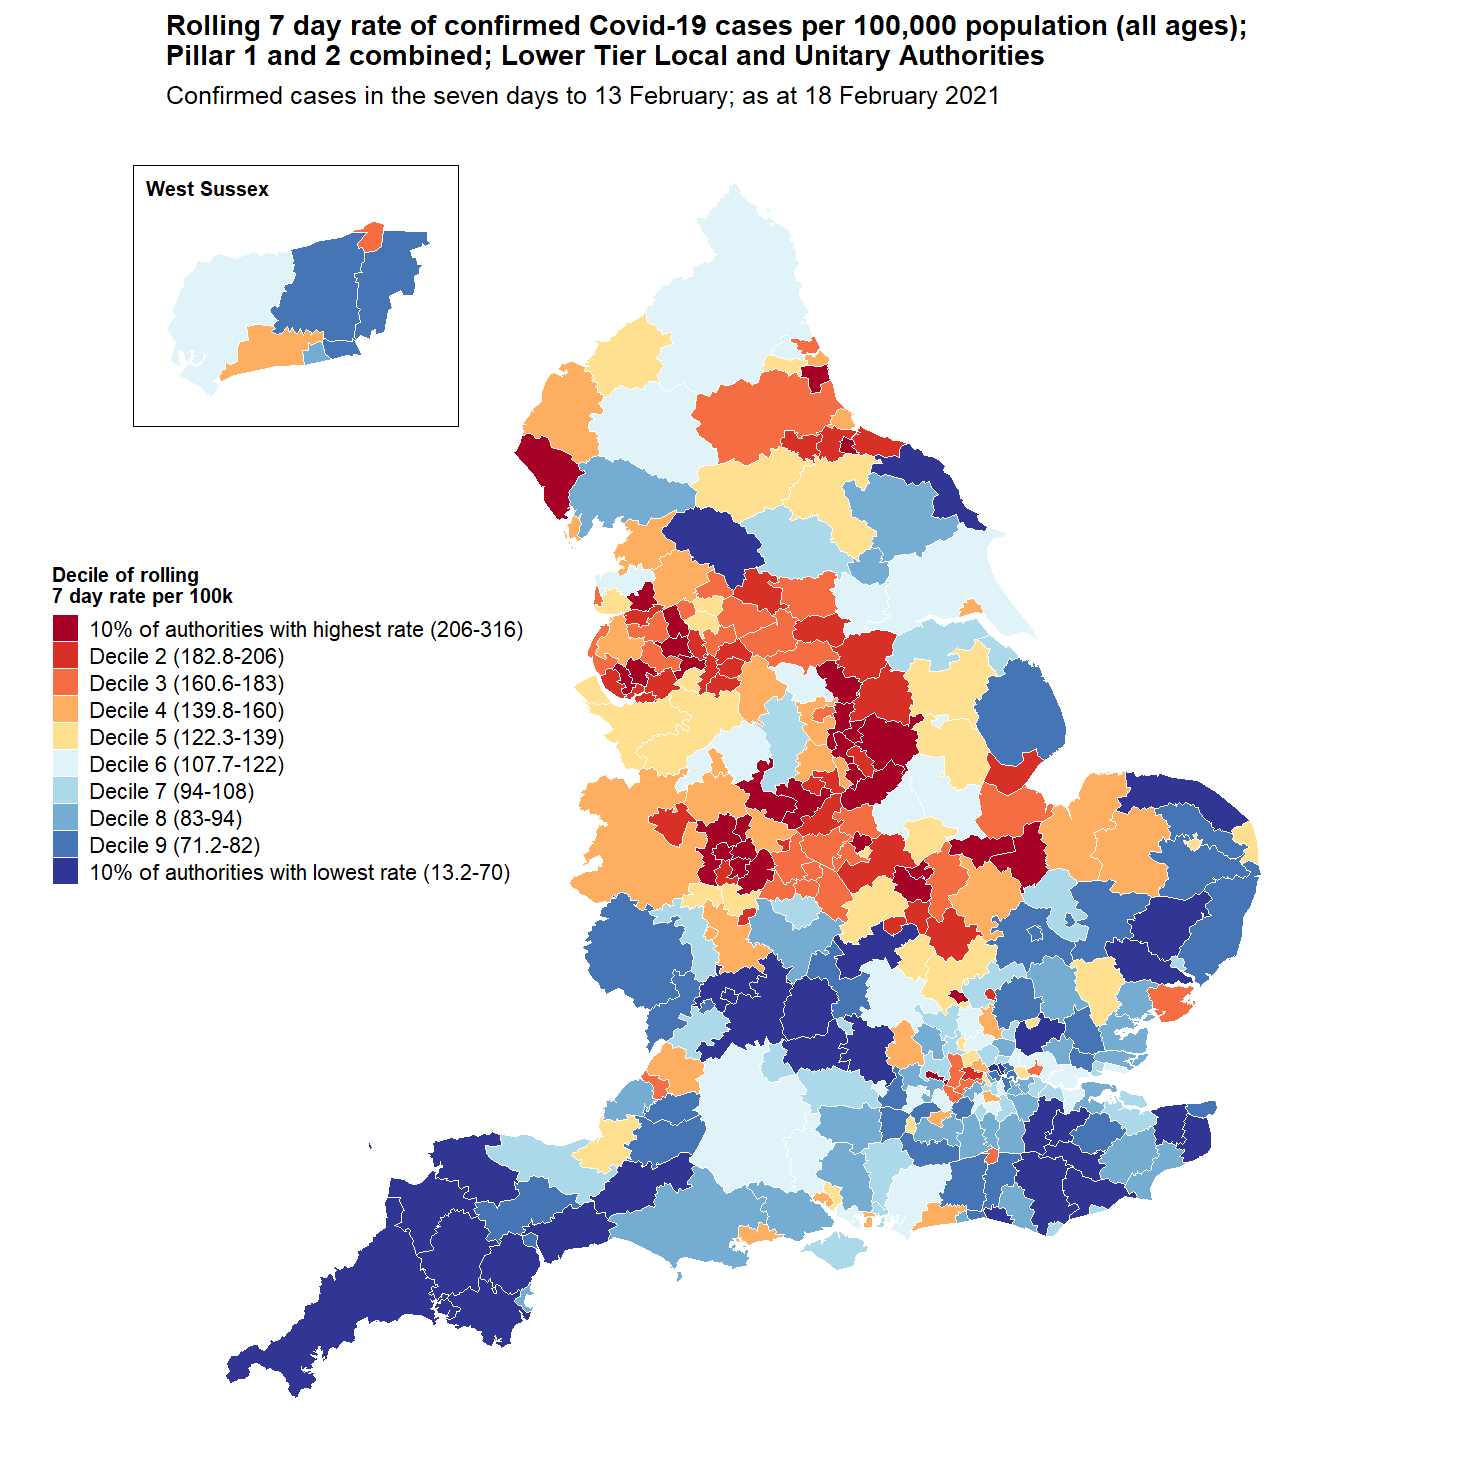 Rolling 7 day rate of confirmed Covid-19 cases per 100,000 population (all ages);
Pillar 1 and 2 combined; Lower Tier Local and Unitary Authorities
Confirmed cases in the seven days to 13 February; as at 18 February 2021
West Sussex
Decile of rolling
7 day rate per 100k
10% of authorities with highest rate (206-316)
Decile 2 (182.8-206)
Decile 3 (160.6-183)
Decile 4 (139.8-160)
Decile 5 (122.3-139)
Decile 6 (107.7-122)
Decile 7 (94-108)
Decile 8 (83-94)
Decile 9 (71.2-82)
10% of authorities with lowest rate (13.2-70)